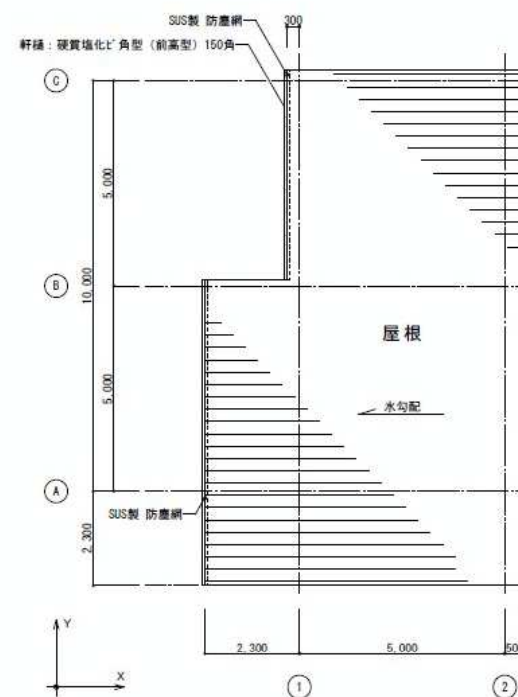 300
SUS製 防塵網
軒樋：硬質塩化ビ角型（前高型）150角
C
5,000
10,000
B
屋根
5,000
水勾配
A
SUS製 防塵網
2,300
Y
X
2,300
5,000
50
1
2